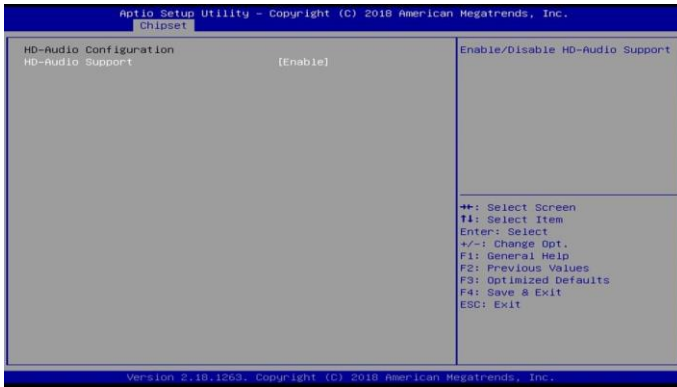 Aptio Setup Utility – Copyright (C) 2018 American Megatrends, Inc.
Chipset
HD-Audio Configuration
HD-Audio Support [Enable]
Enable/Disable HD-Audio Support
→←: Select Screen
↑↓: Select Item
Enter: Select
+/-: Change Opt.
F1: General Help
F2: Previous Values
F3: Optimized Defaults
F4: Save & Exit
ESC: Exit
Version 2.18.1263. Copyright (C) 2018 American Megatrends, Inc.